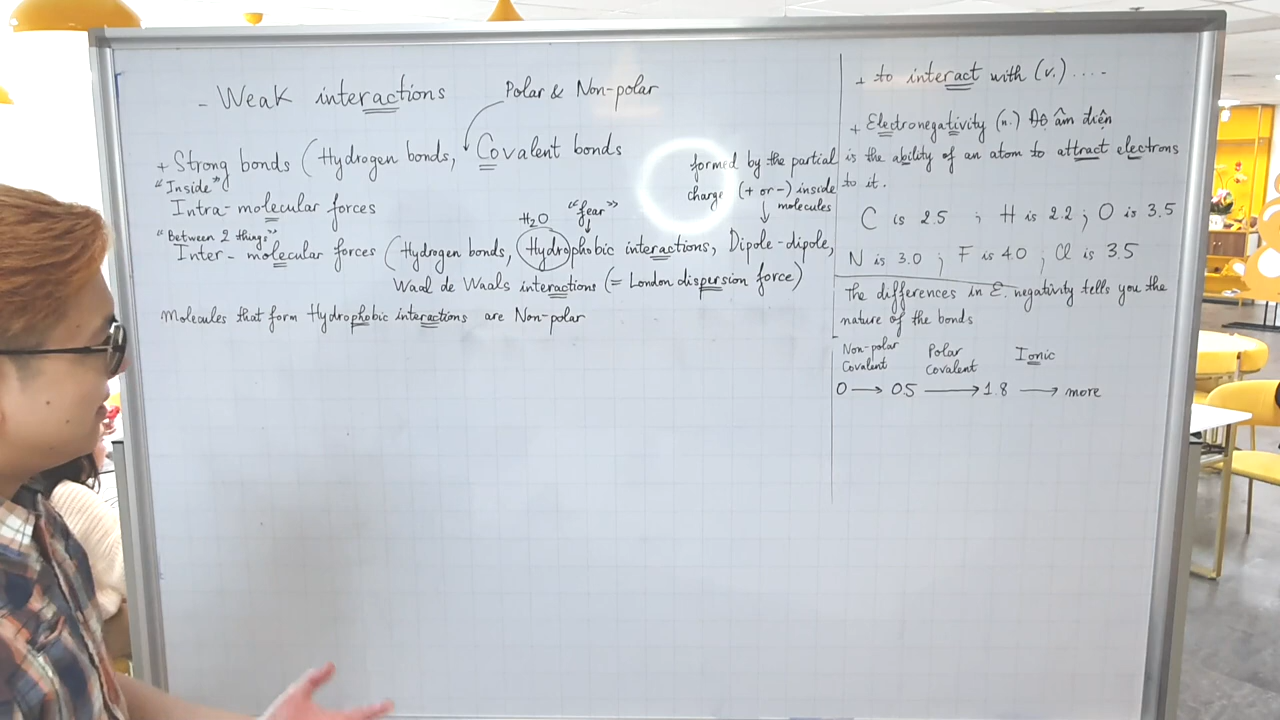 - Weak interactions
Polar & Non-polar
+ Strong bonds (Hydrogen bonds, Covalent bonds
"Inside"
Intra-molecular forces
H₂O
"fear"
"Between 2 things"
Inter-molecular forces (Hydrogen bonds, Hydrophobic interactions, Dipole-dipole,
Waal de Waals interactions (= London dispersion force)
Molecules that form Hydrophobic interactions are Non-polar
formed by the partial
charge (+ or -) inside
molecules
+ to interact with (v.) ....
+ Electronegativity (n.) Độ âm điện
is the ability of an atom to attract electrons
to it.
C is 2.5 ; H is 2.2 ; O is 3.5
N is 3.0 ; F is 40 ; Cl is 3.5
The differences in E. negativity tells you the
nature of the bonds
Non-polar Covalent
Polar Covalent
Ionic
0 → 0.5 → 1.8 → more